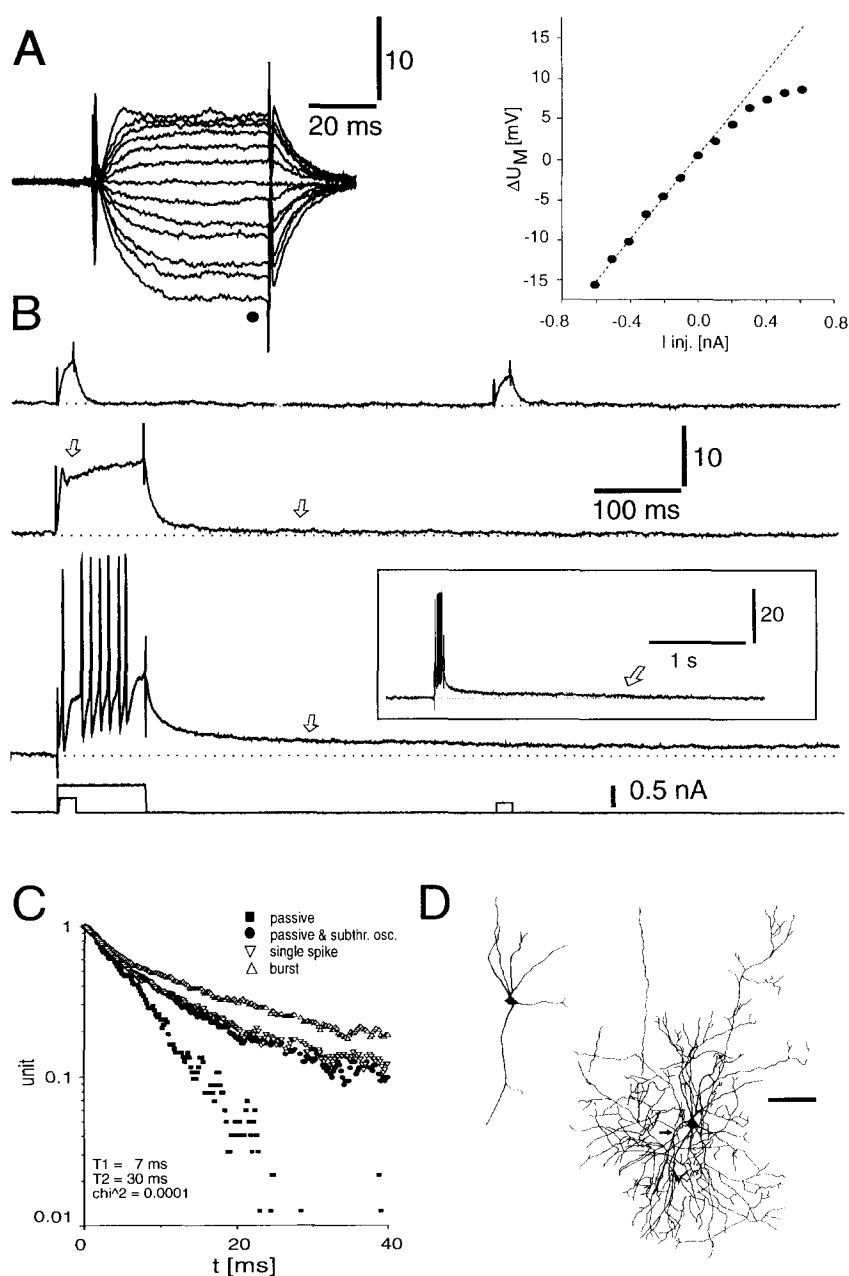 A
10
20 ms
15
10
5
0
-5
-10
-15
ΔU_M [mV]
-0.8
-0.4
0.0
0.4
0.8
I inj. [nA]
B
10
100 ms
20
1 s
0.5 nA
C
passive
passive & subthr. osc.
single spike
burst
1
0.1
0.01
unit
T1 = 7 ms
T2 = 30 ms
chi^2 = 0.0001
0
20
40
t [ms]
D